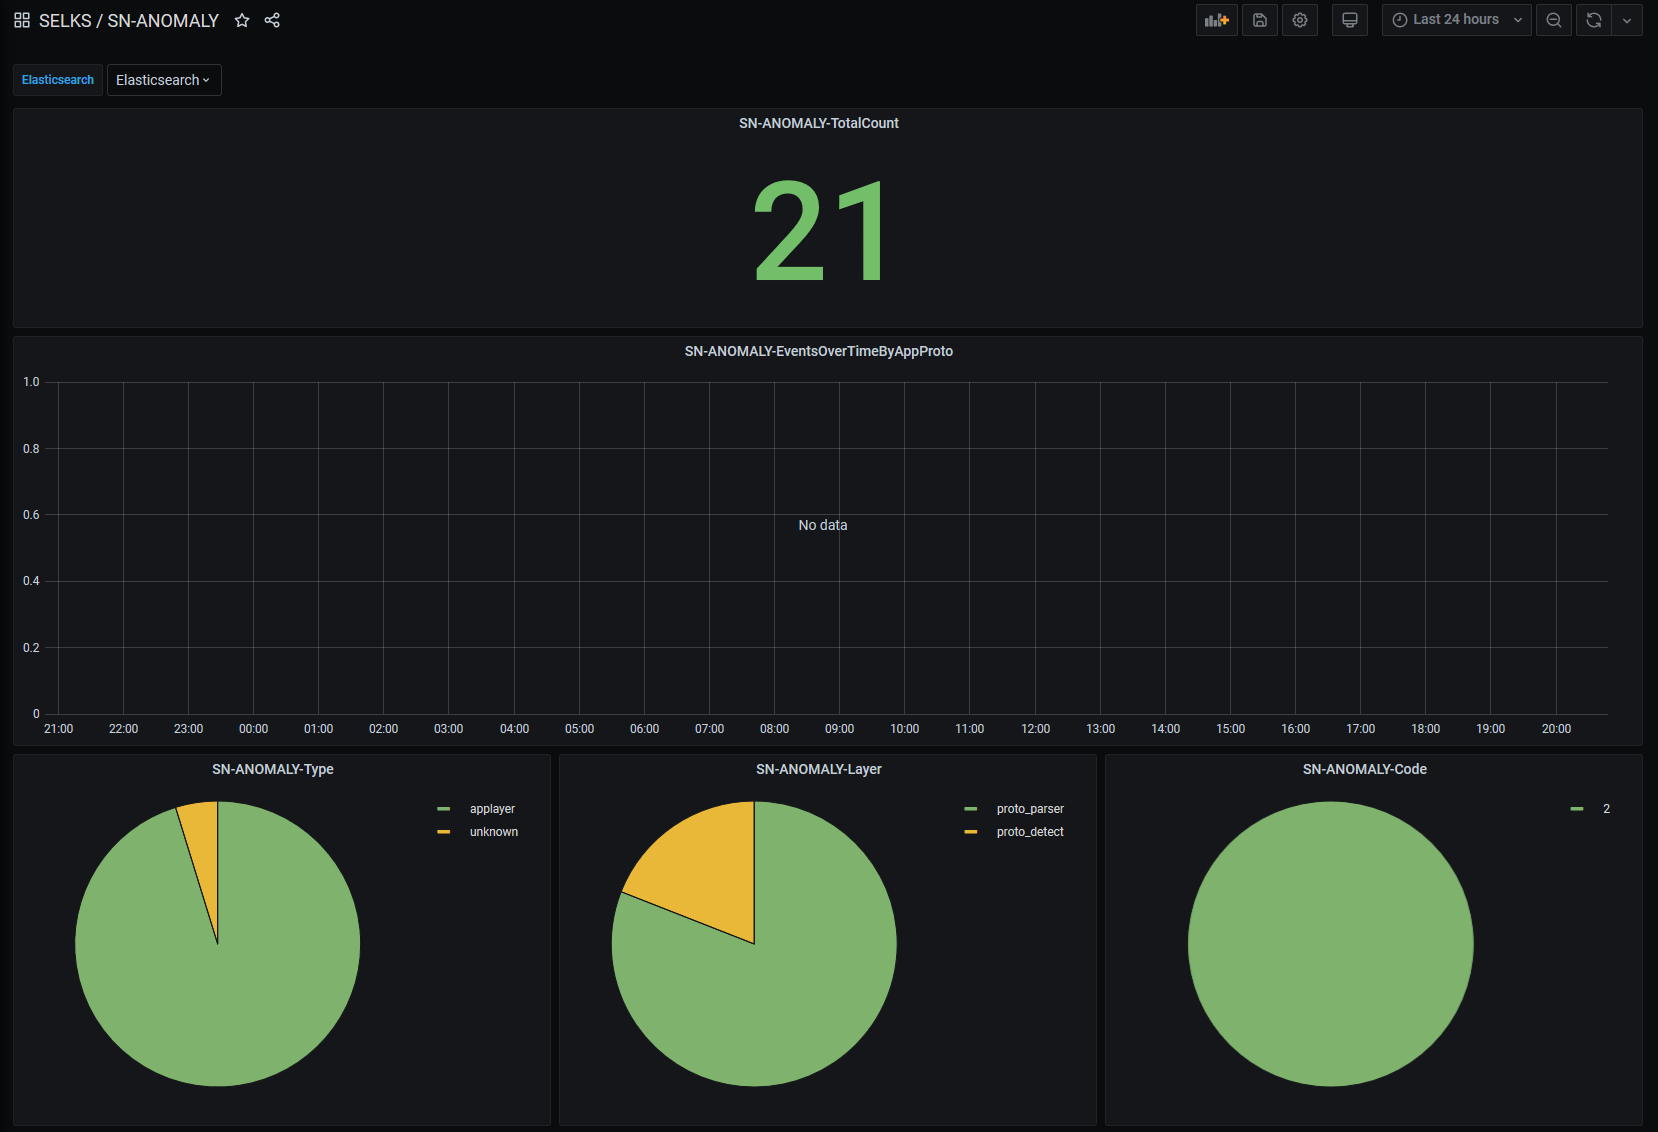 SELKS / SN-ANOMALY
Last 24 hours
Elasticsearch
Elasticsearch
SN-ANOMALY-TotalCount
21
SN-ANOMALY-EventsOverTimeByAppProto
1.0
0.8
0.6
No data
0.4
0.2
0
21:00 22:00 23:00 00:00 01:00 02:00 03:00 04:00 05:00 06:00 07:00 08:00 09:00 10:00 11:00 12:00 13:00 14:00 15:00 16:00 17:00 18:00 19:00 20:00
SN-ANOMALY-Type
applayer
unknown
SN-ANOMALY-Layer
proto_parser
proto_detect
SN-ANOMALY-Code
2